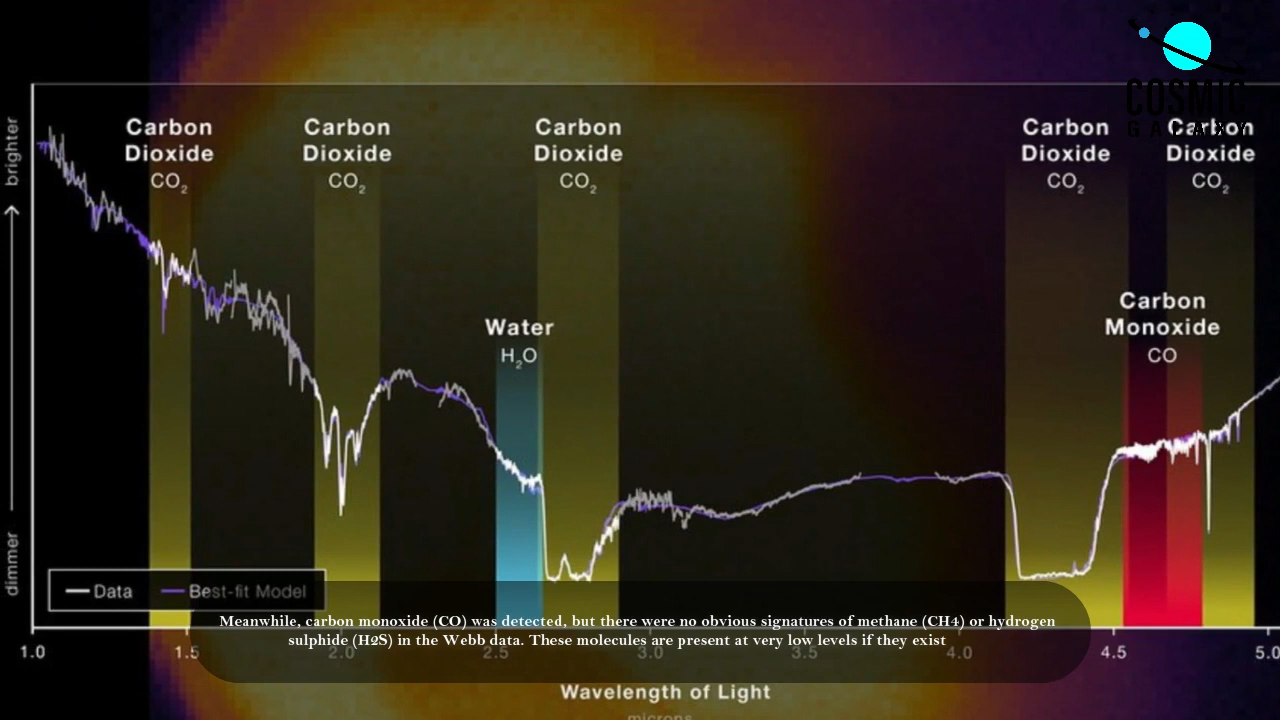 COSMIC
GALAXY
brighter
dimmer
Carbon
Dioxide
CO₂
Carbon
Dioxide
CO₂
Carbon
Dioxide
CO₂
Carbon
Dioxide
CO₂
Carbon
Dioxide
CO₂
Water
H₂O
Carbon
Monoxide
CO
Data
Best-fit Model
Meanwhile, carbon monoxide (CO) was detected, but there were no obvious signatures of methane (CH4) or hydrogen
sulphide (H2S) in the Webb data. These molecules are present at very low levels if they exist
1.0 1.5 2.0 2.5 3.0 3.5 4.0 4.5 5.0
Wavelength of Light
microns